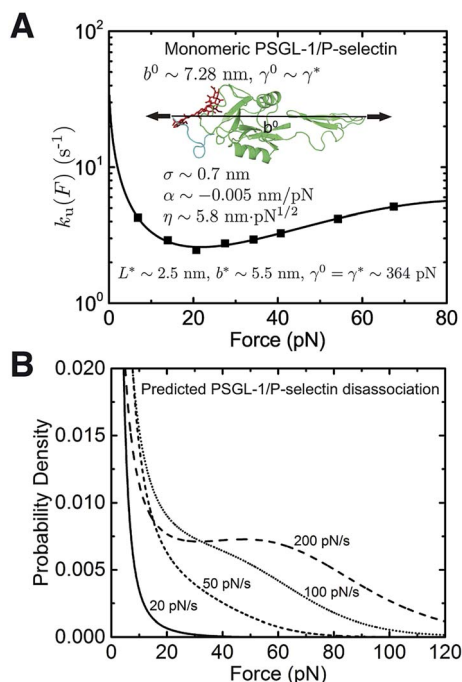 A
Monomeric PSGL-1/P-selectin
b⁰ ∼ 7.28 nm, γ⁰ ∼ γ*
b⁰
σ ∼ 0.7 nm
α ∼ −0.005 nm/pN
η ∼ 5.8 nm·pN^1/2
L* ∼ 2.5 nm, b* ∼ 5.5 nm, γ⁰ = γ* ∼ 364 pN
k_u(F) (s⁻¹)
10²
10¹
10⁰
0 20 40 60 80
Force (pN)
B
Predicted PSGL-1/P-selectin disassociation
Probability Density
0.020
0.015
0.010
0.005
0.000
200 pN/s
100 pN/s
50 pN/s
20 pN/s
0 20 40 60 80 100 120
Force (pN)